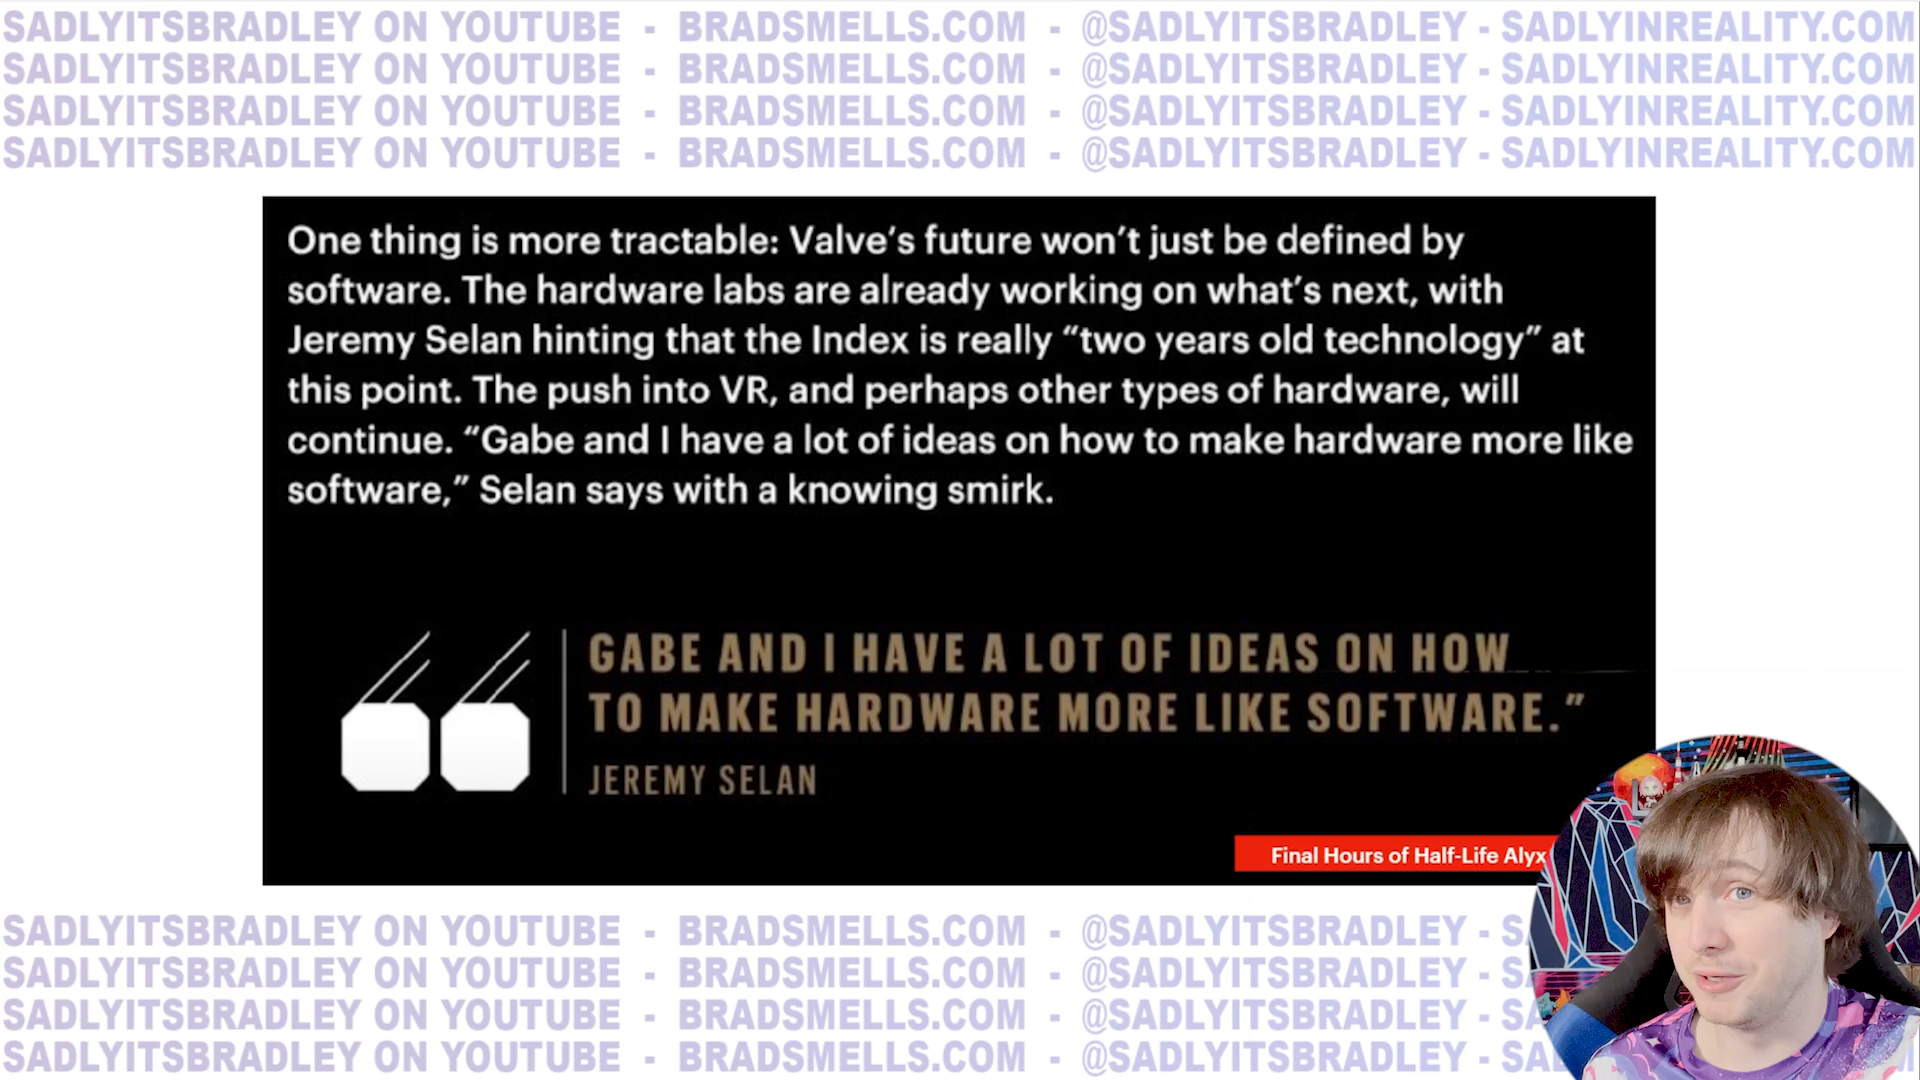 SADLYITSBRADLEY ON YOUTUBE - BRADSMELLS.COM - @SADLYITSBRADLEY - SADLYINREALITY.COM
SADLYITSBRADLEY ON YOUTUBE - BRADSMELLS.COM - @SADLYITSBRADLEY - SADLYINREALITY.COM
SADLYITSBRADLEY ON YOUTUBE - BRADSMELLS.COM - @SADLYITSBRADLEY - SADLYINREALITY.COM
SADLYITSBRADLEY ON YOUTUBE - BRADSMELLS.COM - @SADLYITSBRADLEY - SADLYINREALITY.COM
One thing is more tractable: Valve’s future won’t just be defined by
software. The hardware labs are already working on what’s next, with
Jeremy Selan hinting that the Index is really “two years old technology” at
this point. The push into VR, and perhaps other types of hardware, will
continue. “Gabe and I have a lot of ideas on how to make hardware more like
software,” Selan says with a knowing smirk.
GABE AND I HAVE A LOT OF IDEAS ON HOW
TO MAKE HARDWARE MORE LIKE SOFTWARE.”
JEREMY SELAN
Final Hours of Half-Life Alyx
SADLYITSBRADLEY ON YOUTUBE - BRADSMELLS.COM - @SADLYITSBRADLEY -
SADLYITSBRADLEY ON YOUTUBE - BRADSMELLS.COM - @SADLYITSBRADLEY -
SADLYITSBRADLEY ON YOUTUBE - BRADSMELLS.COM - @SADLYITSBRADLEY -
SADLYITSBRADLEY ON YOUTUBE - BRADSMELLS.COM - @SADLYITSBRADLEY -